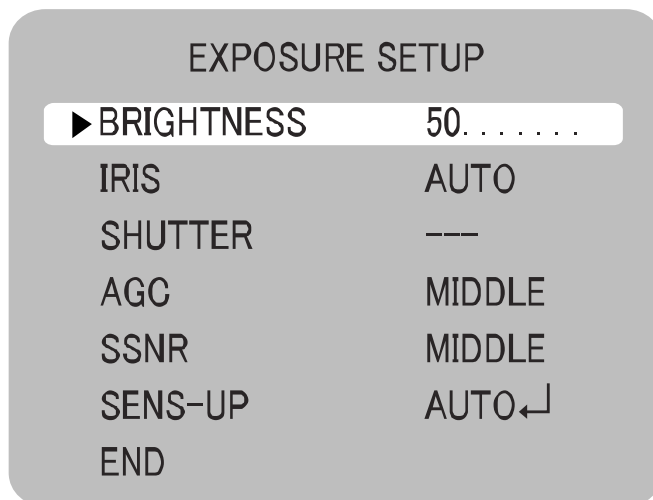 EXPOSURE SETUP
▶BRIGHTNESS 50.......
IRIS AUTO
SHUTTER ---
AGC MIDDLE
SSNR MIDDLE
SENS-UP AUTO↵
END